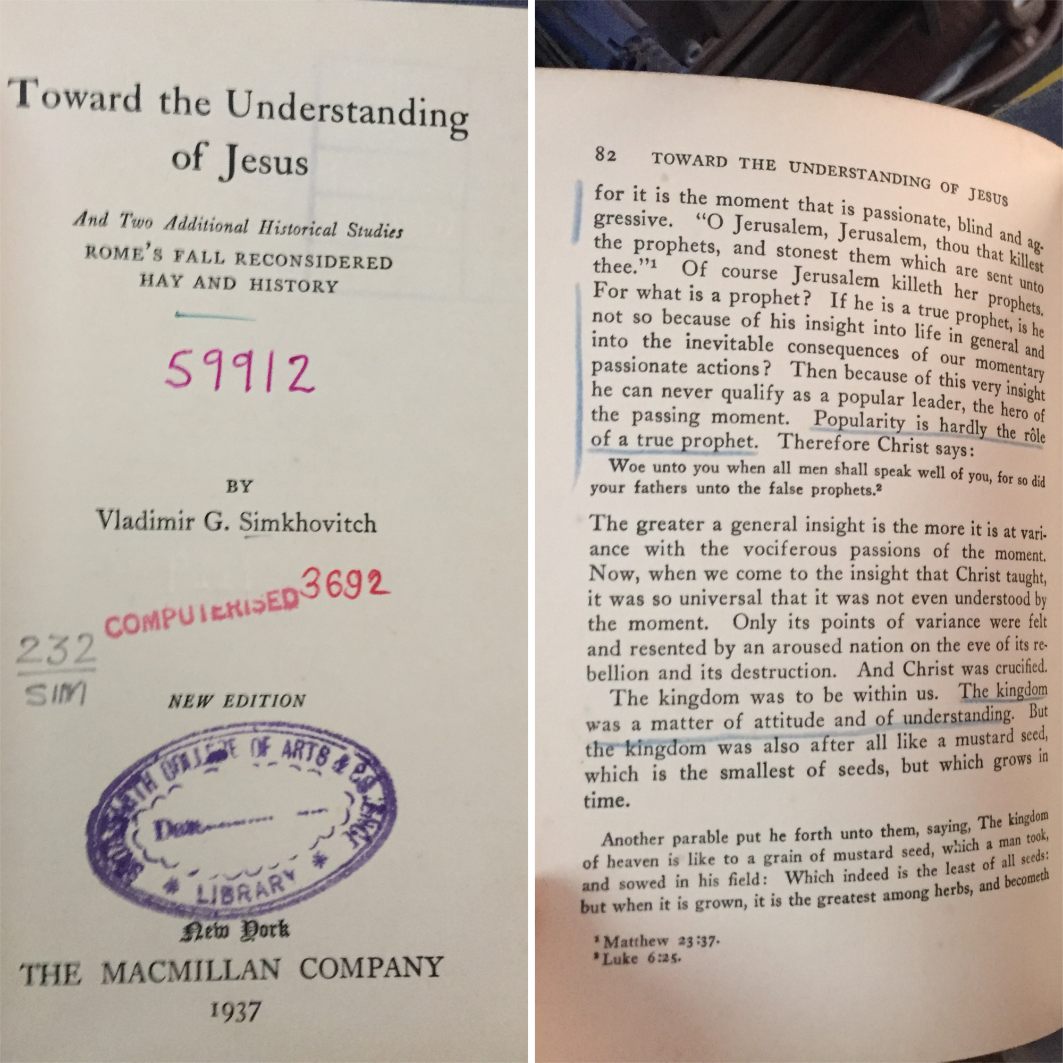 Toward the Understanding
of Jesus
And Two Additional Historical Studies
ROME'S FALL RECONSIDERED
HAY AND HISTORY
59912
BY
Vladimir G. Simkhovitch
COMPUTERISED 3692
232
SIM
NEW EDITION
COLLEGE OF ARTS &
Date
* LIBRARY *
New York
THE MACMILLAN COMPANY
1937
82 TOWARD THE UNDERSTANDING OF JESUS
for it is the moment that is passionate, blind and ag-
gressive. "O Jerusalem, Jerusalem, thou that killest
the prophets, and stonest them which are sent unto
thee."¹ Of course Jerusalem killeth her prophets.
For what is a prophet? If he is a true prophet, is he
not so because of his insight into life in general and
into the inevitable consequences of our momentary
passionate actions? Then because of this very insight
he can never qualify as a popular leader, the hero of
the passing moment. Popularity is hardly the rôle
of a true prophet. Therefore Christ says:
Woe unto you when all men shall speak well of you, for so did
your fathers unto the false prophets.²
The greater a general insight is the more it is at vari-
ance with the vociferous passions of the moment.
Now, when we come to the insight that Christ taught,
it was so universal that it was not even understood by
the moment. Only its points of variance were felt
and resented by an aroused nation on the eve of its re-
bellion and its destruction. And Christ was crucified.
The kingdom was to be within us. The kingdom
was a matter of attitude and of understanding. But
the kingdom was also after all like a mustard seed,
which is the smallest of seeds, but which grows in
time.
Another parable put he forth unto them, saying, The kingdom
of heaven is like to a grain of mustard seed, which a man took,
and sowed in his field: Which indeed is the least of all seeds:
but when it is grown, it is the greatest among herbs, and becometh
¹ Matthew 23:37.
² Luke 6:25.